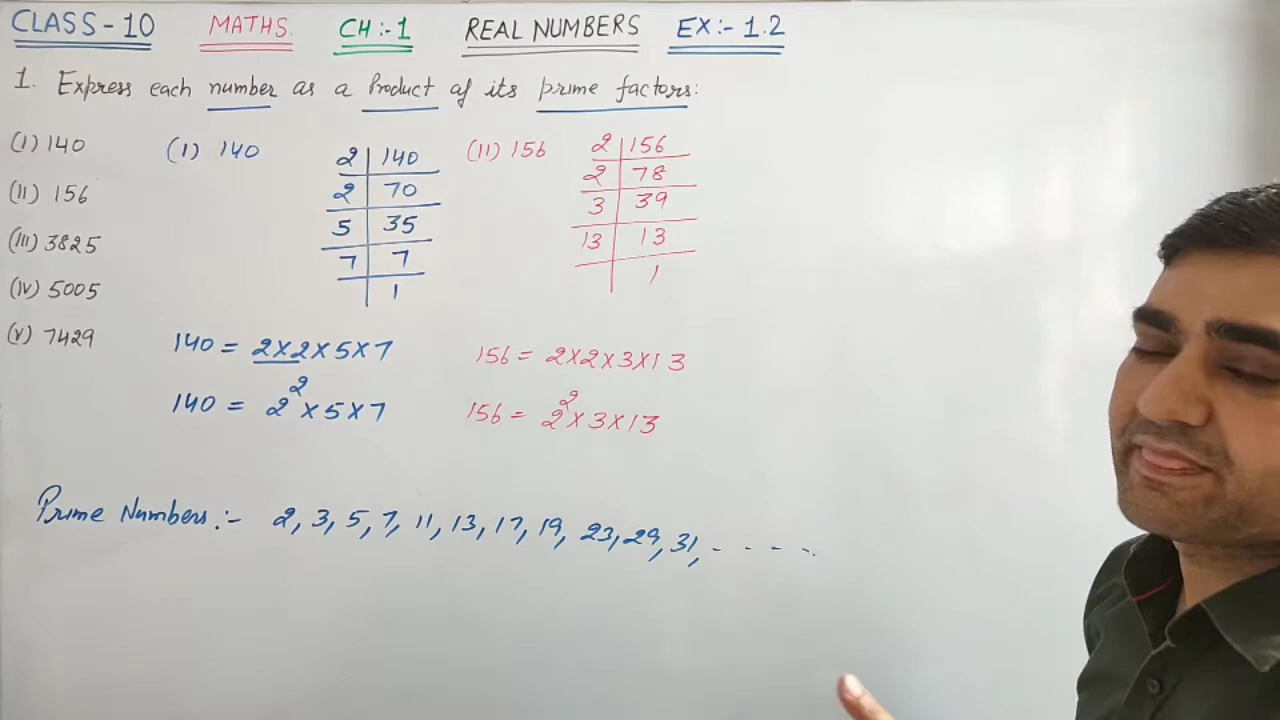 CLASS-10 MATHS. CH:-1 REAL NUMBERS EX:- 1.2
1. Express each number as a Product of its prime factors:
(I) 140
(II) 156
(III) 3825
(IV) 5005
(V) 7429
(I) 140
2 | 140
2 | 70
5 | 35
7 | 7
| 1
140 = 2×2×5×7
140 = 2² × 5 × 7
(II) 156
2 | 156
2 | 78
3 | 39
13 | 13
| 1
156 = 2×2×3×13
156 = 2² × 3 × 13
Prime Numbers:- 2, 3, 5, 7, 11, 13, 17, 19, 23, 29, 31, - - - - -